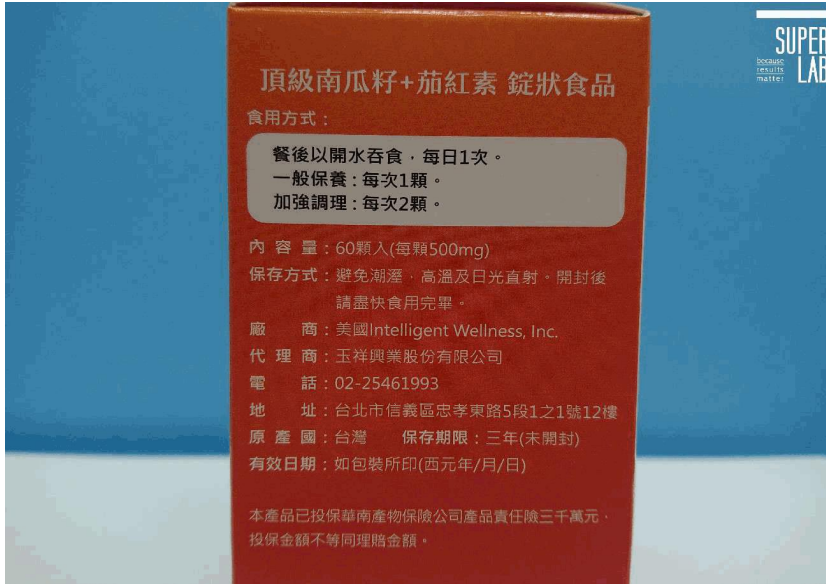 SUPER
because
results
matter
LAB
頂級南瓜籽+茄紅素 錠狀食品
食用方式：
餐後以開水吞食，每日1次。
一般保養：每次1顆。
加強調理：每次2顆。
內 容 量：60顆入(每顆500mg)
保存方式：避免潮溼，高溫及日光直射。開封後
請盡快食用完畢。
廠 商：美國Intelligent Wellness, Inc.
代 理 商：玉祥興業股份有限公司
電 話：02-25461993
地 址：台北市信義區忠孝東路5段1之1號12樓
原 產 國：台灣 保存期限：三年(未開封)
有效日期：如包裝所印(西元年/月/日)
本產品已投保華南產物保險公司產品責任險三千萬元，
投保金額不等同理賠金額。